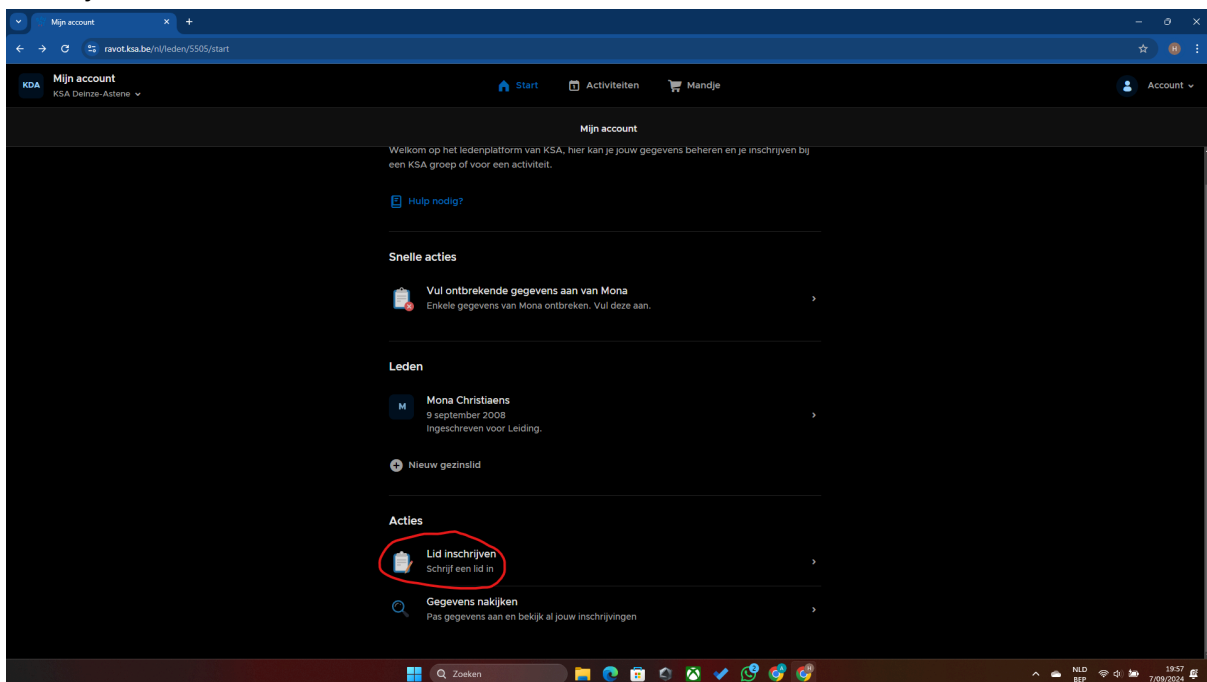 Mijn account
ravot.ksa.be/nl/leden/5505/start
H
KDA
Mijn account
KSA Deinze-Astene
Start
Activiteiten
Mandje
Account
Mijn account
Welkom op het ledenplatform van KSA, hier kan je jouw gegevens beheren en je inschrijven bij
een KSA groep of voor een activiteit.
Hulp nodig?
Snelle acties
Vul ontbrekende gegevens aan van Mona
Enkele gegevens van Mona ontbreken. Vul deze aan.
Leden
M
Mona Christiaens
9 september 2008
Ingeschreven voor Leiding.
Nieuw gezinslid
Acties
Lid inschrijven
Schrijf een lid in
Gegevens nakijken
Pas gegevens aan en bekijk al jouw inschrijvingen
Zoeken
2
NLD
BEP
19:57
7/09/2024